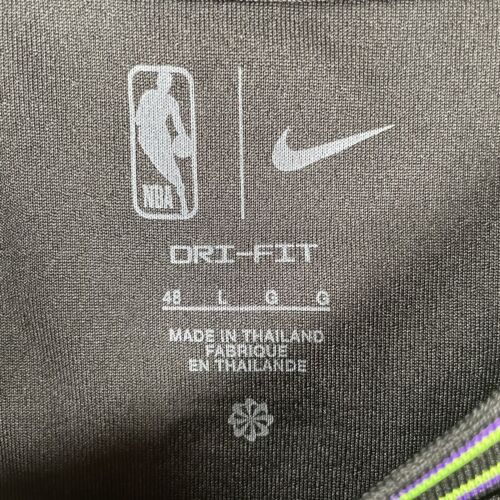 NBA
DRI-FIT
48 L G G
MADE IN THAILAND
FABRIQUE
EN THAILANDE